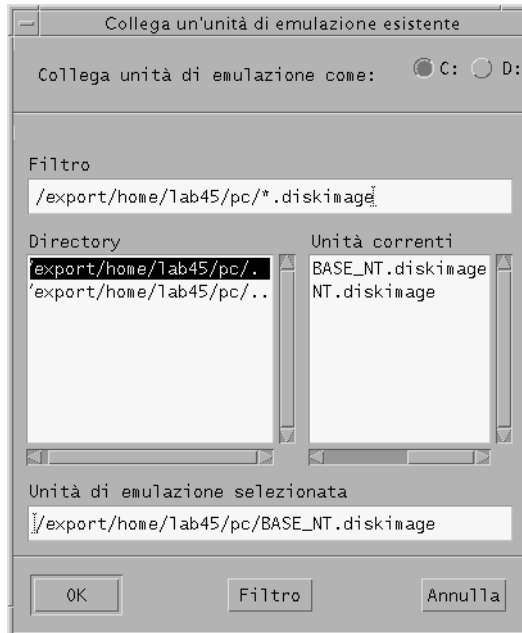 Collega un'unità di emulazione esistente
Collega unità di emulazione come: C: D:
Filtro
/export/home/lab45/pc/*.diskimage
Directory Unità correnti
/export/home/lab45/pc/. BASE_NT.diskimage
/export/home/lab45/pc/.. NT.diskimage
Unità di emulazione selezionata
/export/home/lab45/pc/BASE_NT.diskimage
OK Filtro Annulla